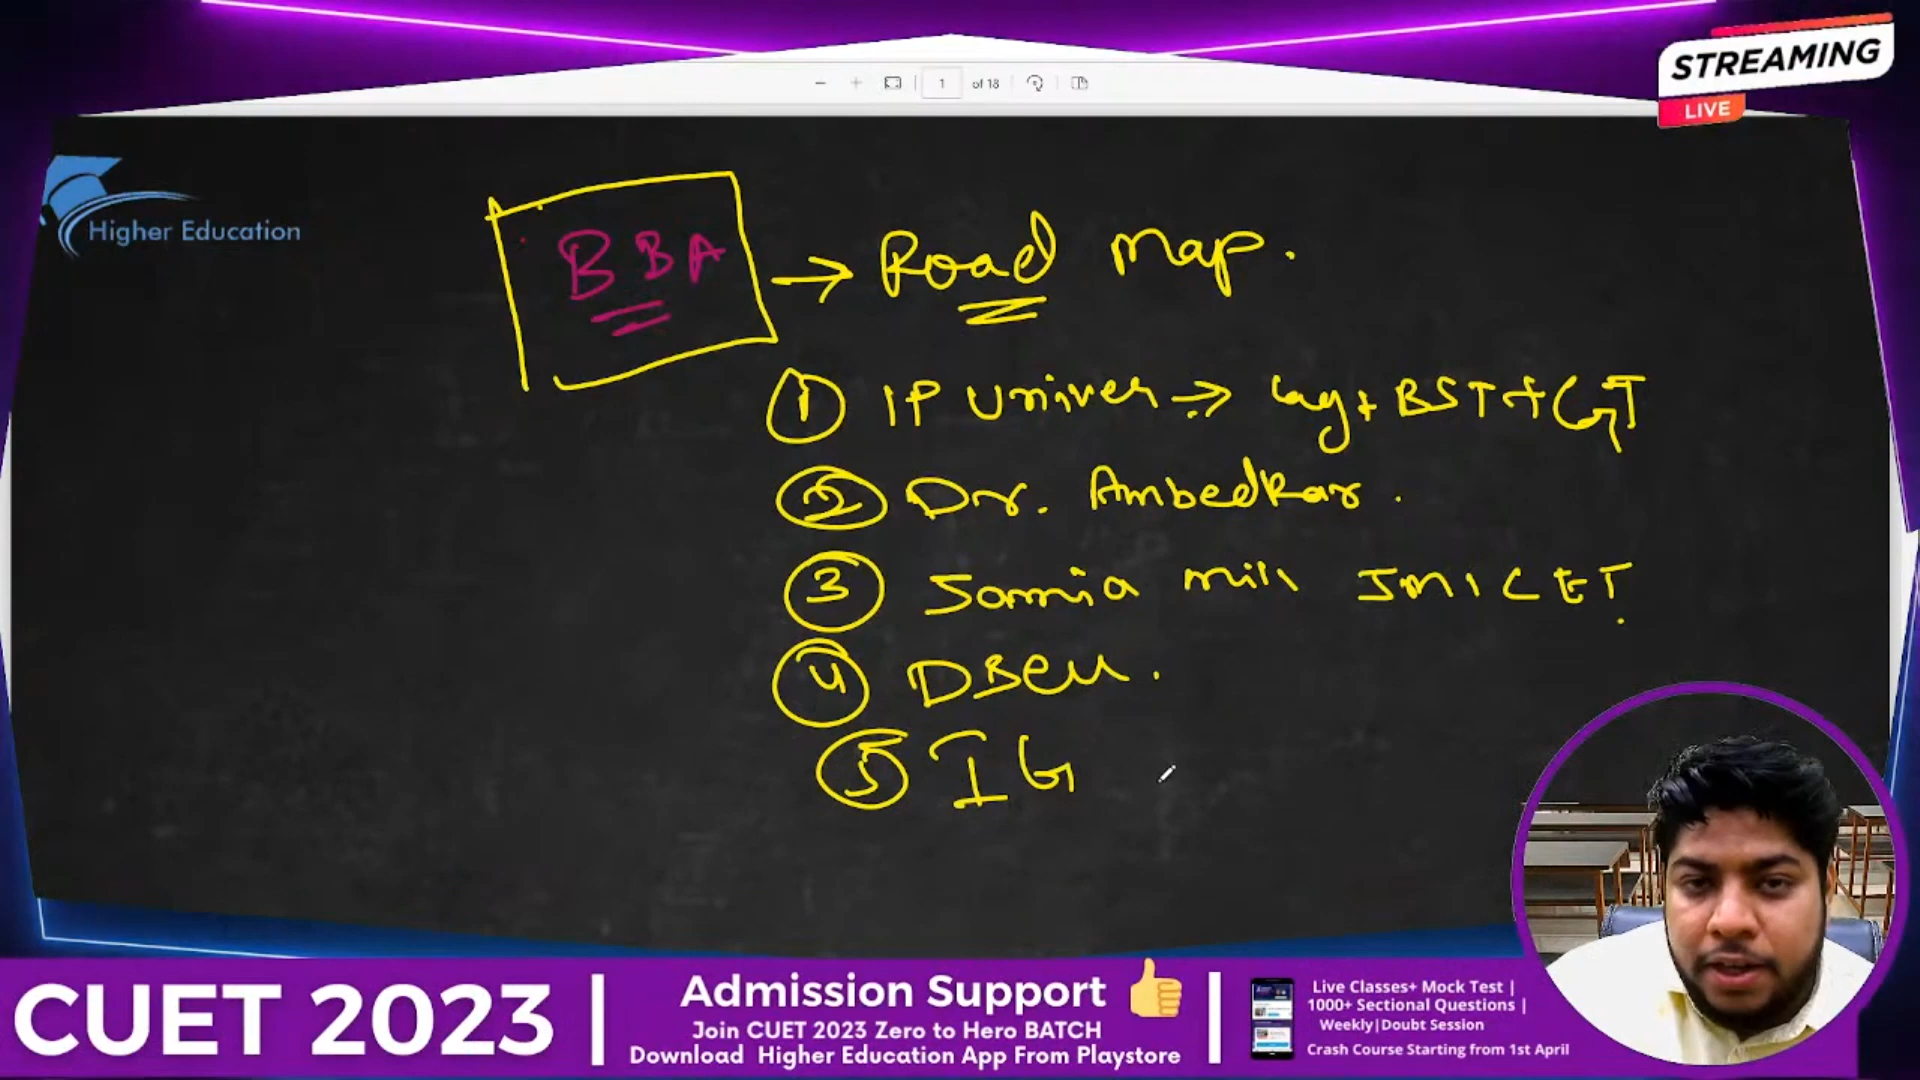 STREAMING
LIVE
1 of 18
Higher Education
BBA → Road Map.
1 IP Univer → Lag + BST + GT
2 Dr. Ambedkar.
3 Jamia mili JMICET
4 DBEU.
5 IG
CUET 2023
Admission Support
Join CUET 2023 Zero to Hero BATCH
Download Higher Education App From Playstore
Live Classes+ Mock Test |
1000+ Sectional Questions |
Weekly|Doubt Session
Crash Course Starting from 1st April